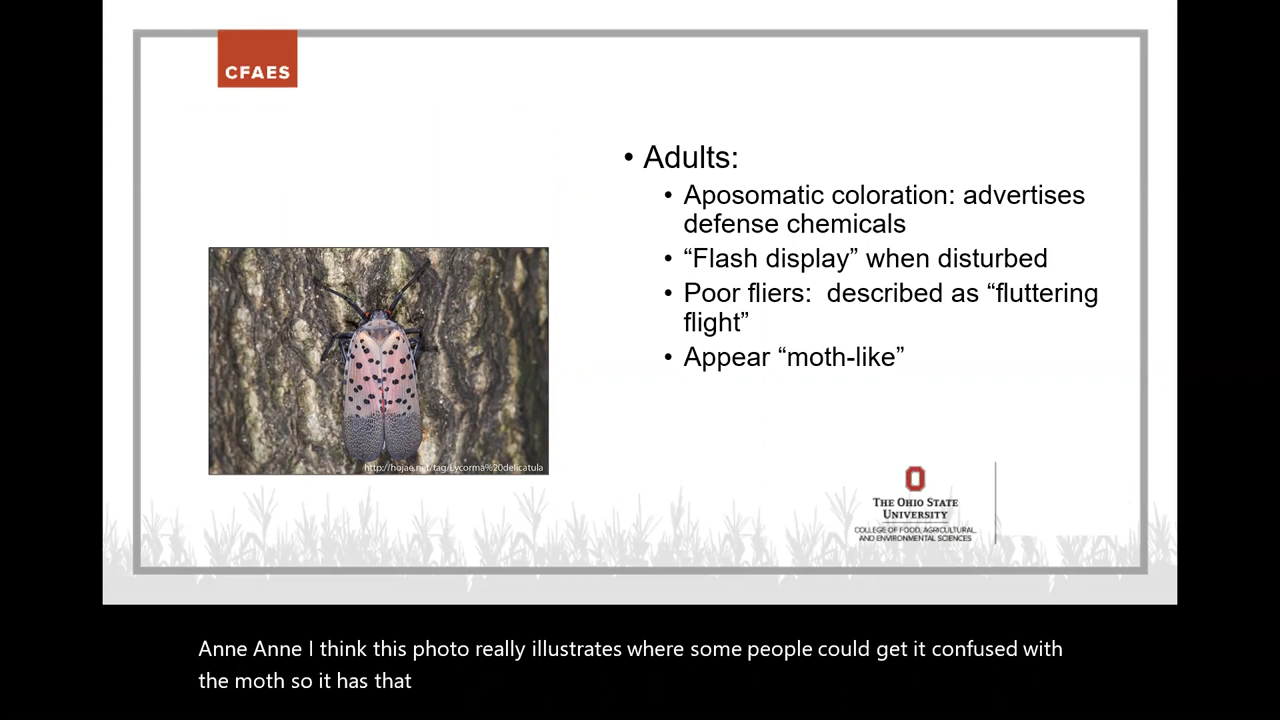 CFAES
• Adults:
• Aposomatic coloration: advertises
defense chemicals
• “Flash display” when disturbed
• Poor fliers:  described as “fluttering
flight”
• Appear “moth-like”
http://hojae.net/tag/Lycorma%20delicatula
THE OHIO STATE
UNIVERSITY
COLLEGE OF FOOD, AGRICULTURAL,
AND ENVIRONMENTAL SCIENCES
Anne Anne I think this photo really illustrates where some people could get it confused with
the moth so it has that